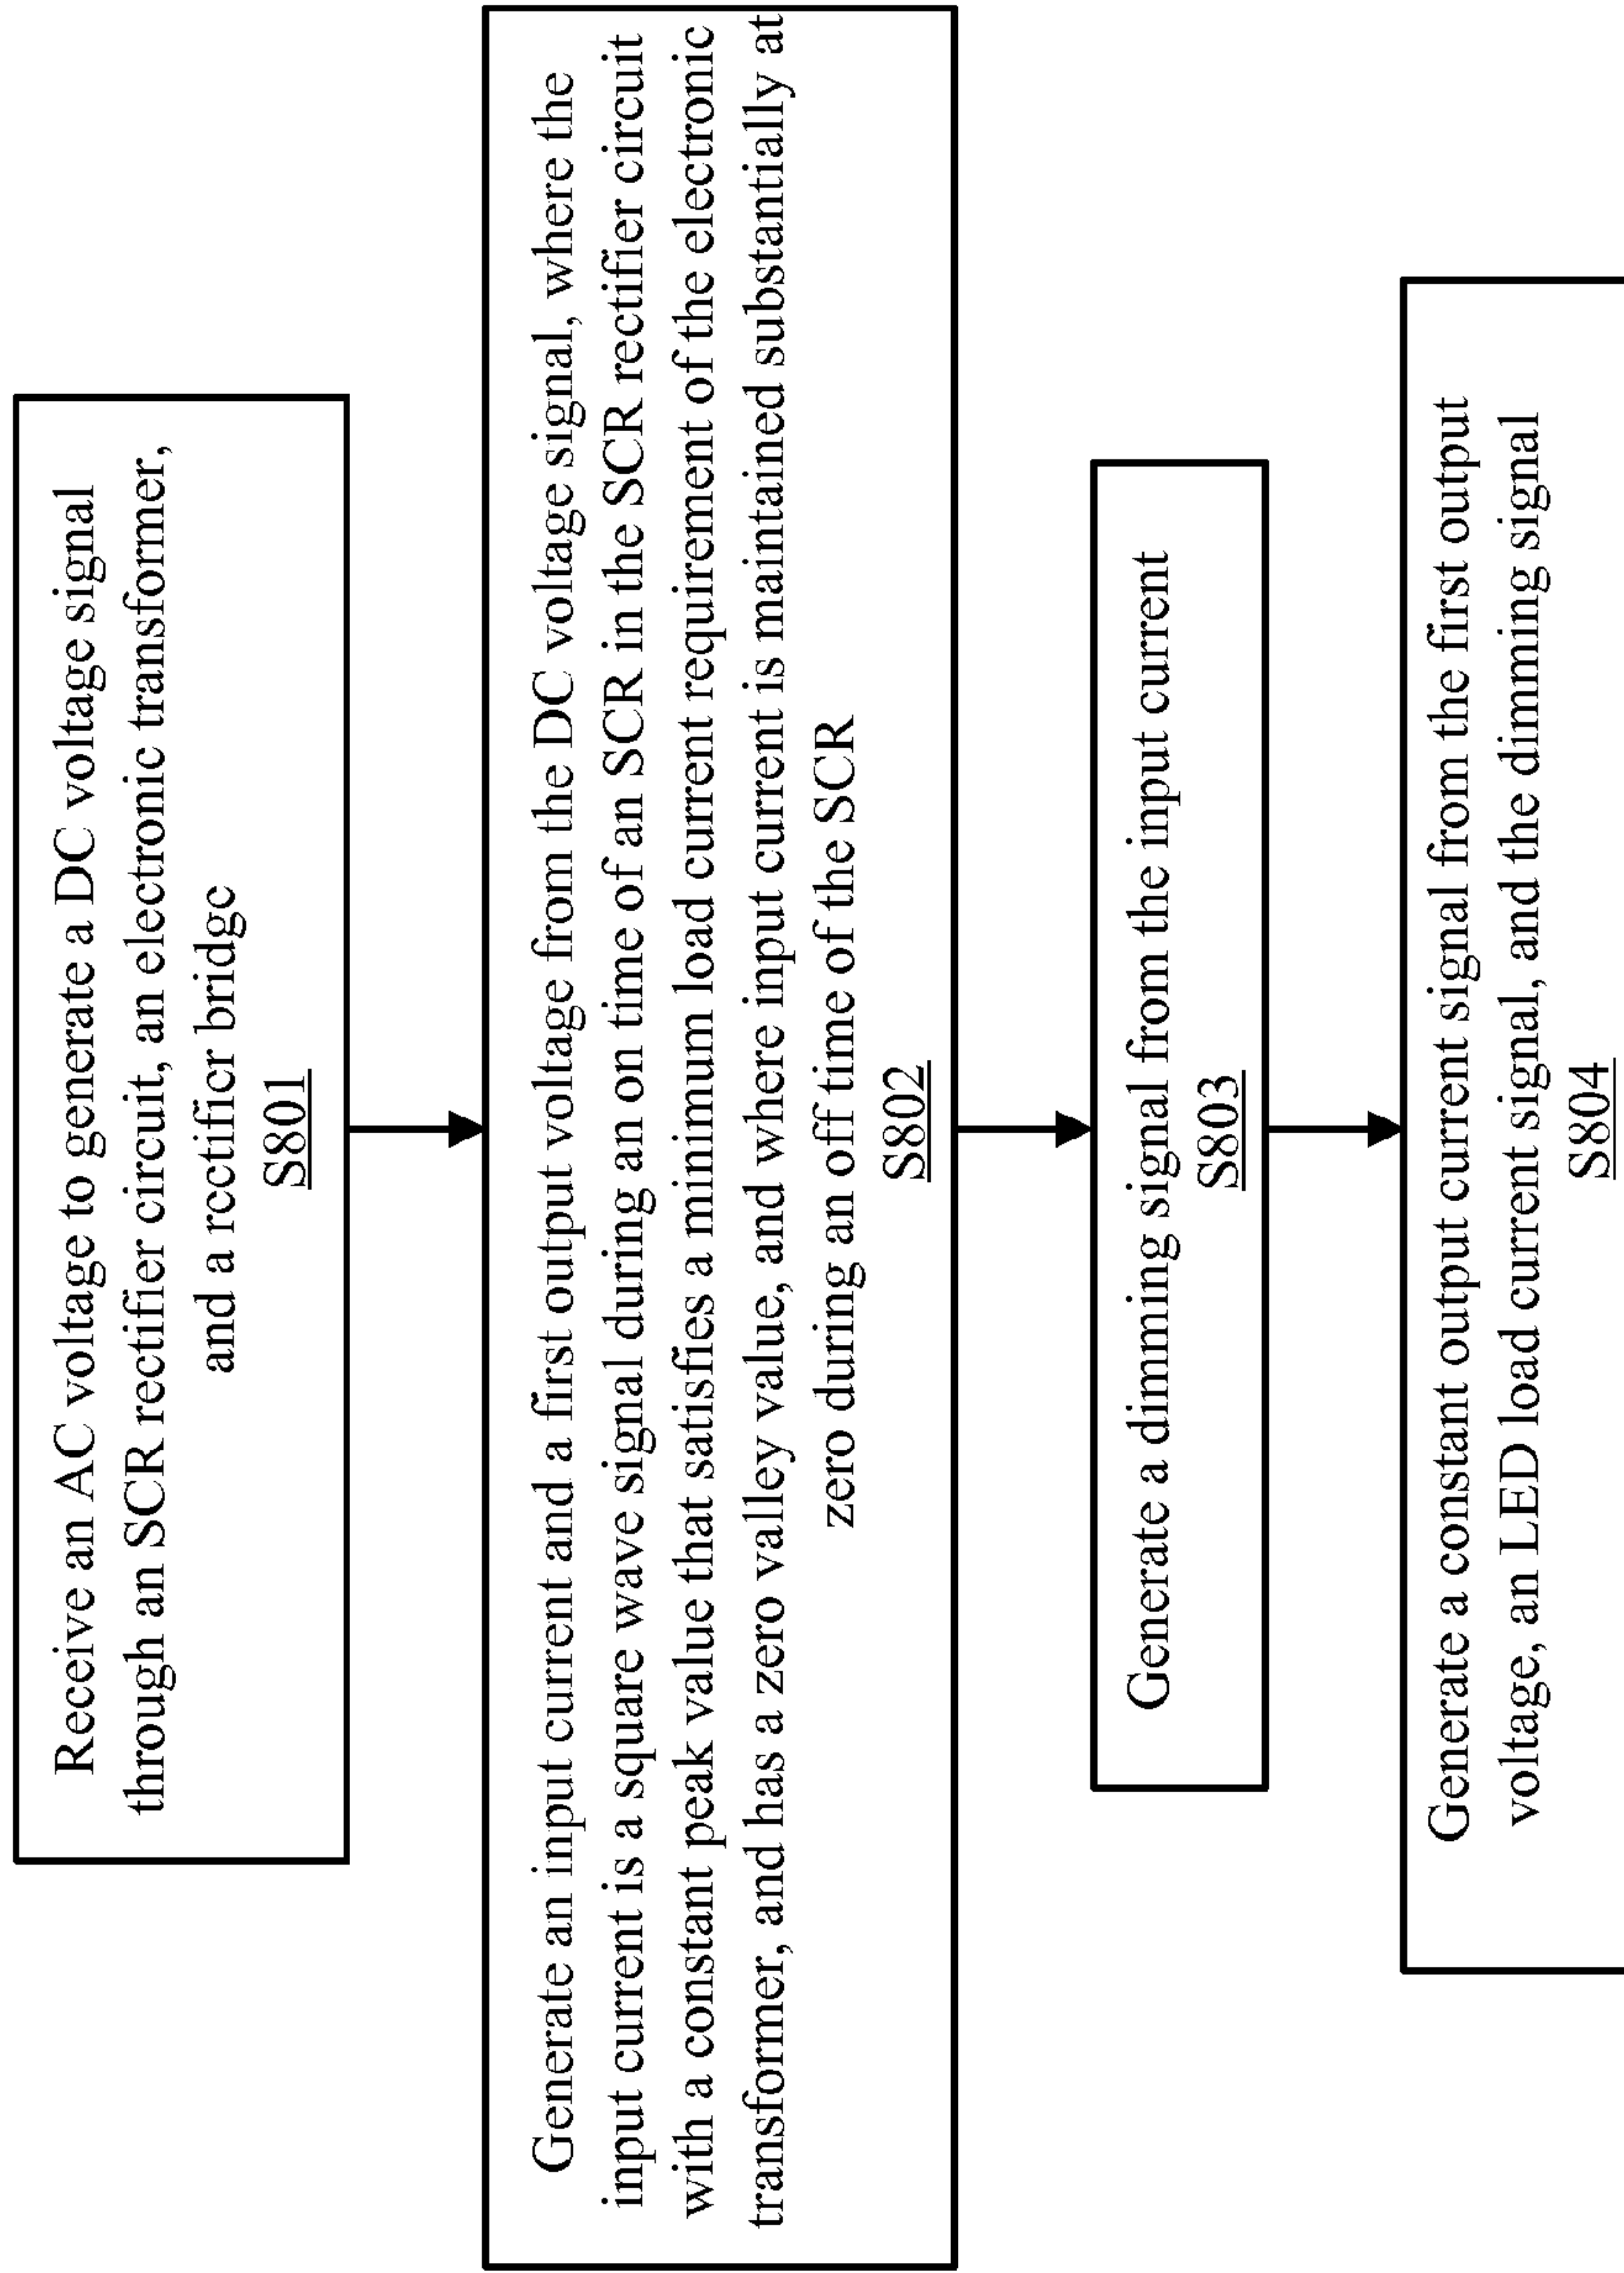 Receive an AC voltage to generate a DC voltage signal
through an SCR rectifier circuit, an electronic transformer,
and a rectifier bridge
S801
Generate an input current and a first output voltage from the DC voltage signal, where the
input current is a square wave signal during an on time of an SCR in the SCR rectifier circuit
with a constant peak value that satisfies a minimum load current requirement of the electronic
transformer, and has a zero valley value, and where input current is maintained substantially at
zero during an off time of the SCR
S802
Generate a dimming signal from the input current
S803
Generate a constant output current signal from the first output
voltage, an LED load current signal, and the dimming signal
S804